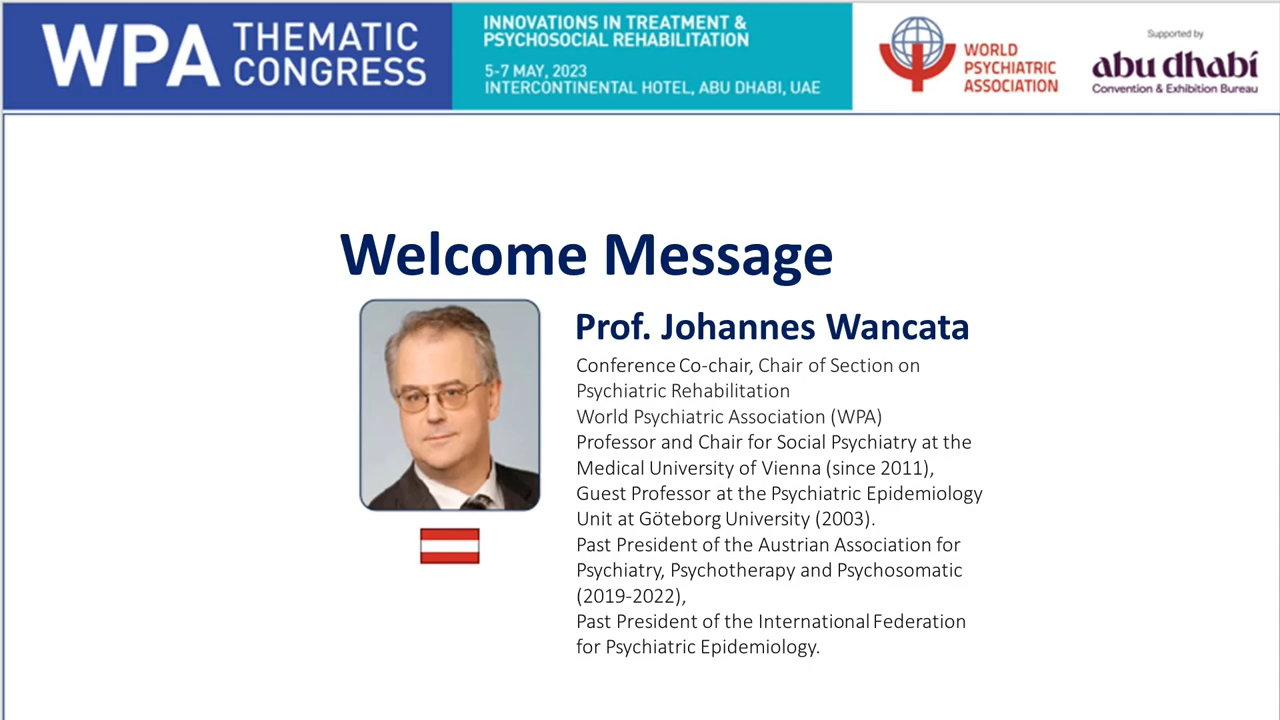 WPA THEMATIC CONGRESS
INNOVATIONS IN TREATMENT &
PSYCHOSOCIAL REHABILITATION
5-7 MAY, 2023
INTERCONTINENTAL HOTEL, ABU DHABI, UAE
WORLD
PSYCHIATRIC
ASSOCIATION
Supported by
abu dhabi
Convention & Exhibition Bureau
Welcome Message
Prof. Johannes Wancata
Conference Co-chair, Chair of Section on
Psychiatric Rehabilitation
World Psychiatric Association (WPA)
Professor and Chair for Social Psychiatry at the
Medical University of Vienna (since 2011),
Guest Professor at the Psychiatric Epidemiology
Unit at Göteborg University (2003).
Past President of the Austrian Association for
Psychiatry, Psychotherapy and Psychosomatic
(2019-2022),
Past President of the International Federation
for Psychiatric Epidemiology.